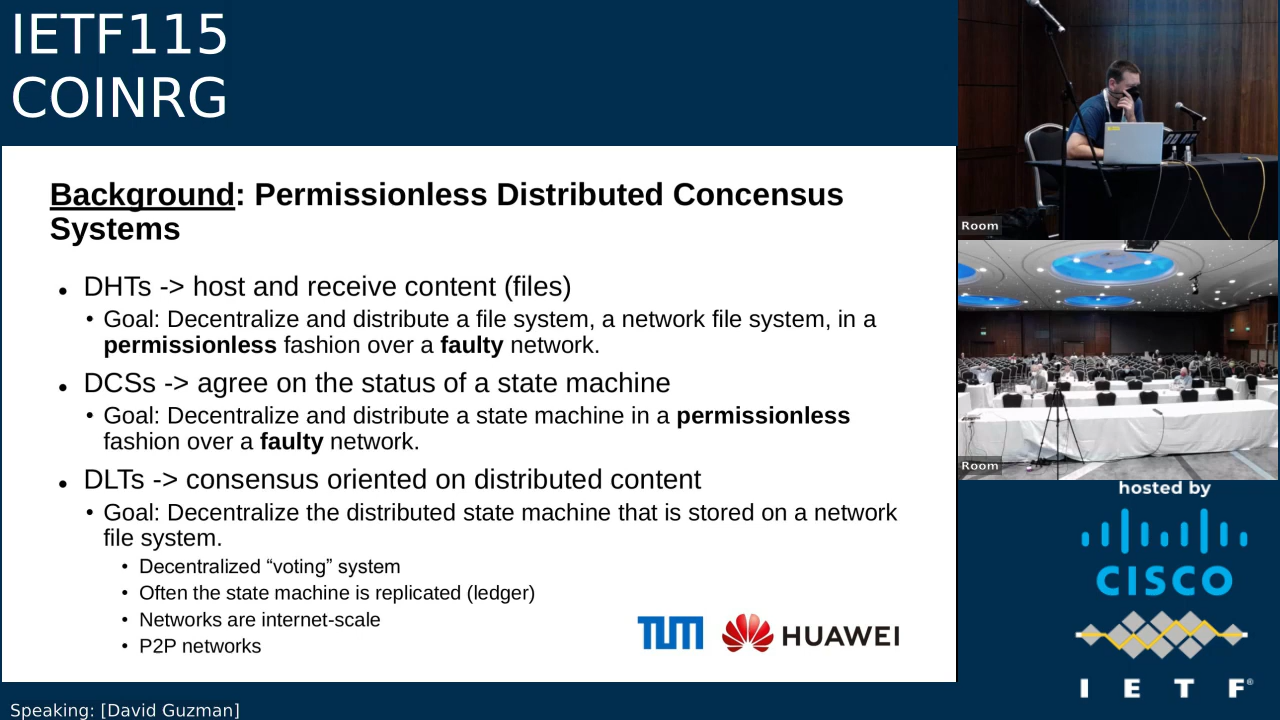 IETF115
COINRG
Background: Permissionless Distributed Concensus
Systems
DHTs -> host and receive content (files)
Goal: Decentralize and distribute a file system, a network file system, in a
permissionless fashion over a faulty network.
DCSs -> agree on the status of a state machine
Goal: Decentralize and distribute a state machine in a permissionless
fashion over a faulty network.
DLTs -> consensus oriented on distributed content
Goal: Decentralize the distributed state machine that is stored on a network
file system.
Decentralized “voting” system
Often the state machine is replicated (ledger)
Networks are internet-scale
P2P networks
TUM
HUAWEI
Speaking: [David Guzman]
Room
Room
hosted by
CISCO
I E T F®